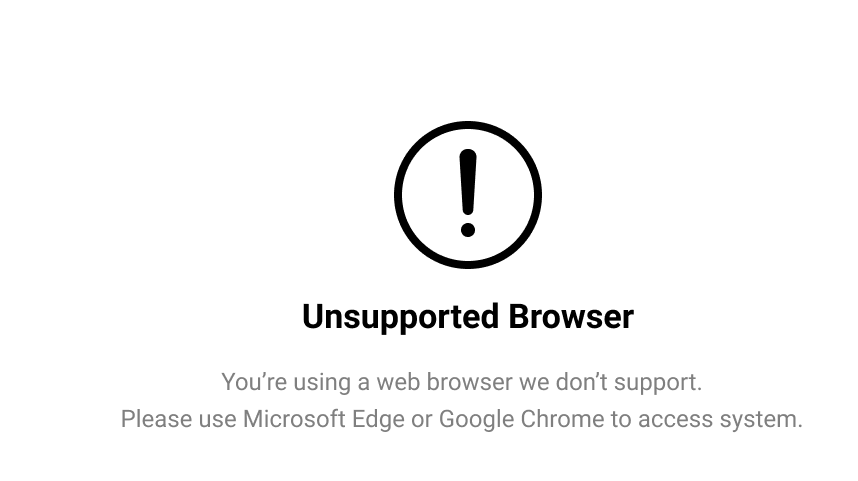 Unsupported Browser
You’re using a web browser we don’t support.
Please use Microsoft Edge or Google Chrome to access system.